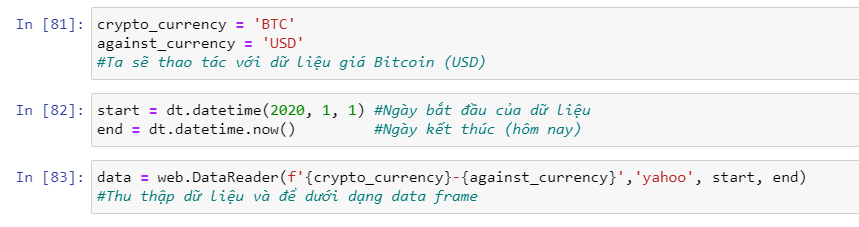 In [81]: crypto_currency = 'BTC'
against_currency = 'USD'
#Ta sẽ thao tác với dữ liệu giá Bitcoin (USD)
In [82]: start = dt.datetime(2020, 1, 1) #Ngày bắt đầu của dữ liệu
end = dt.datetime.now() #Ngày kết thúc (hôm nay)
In [83]: data = web.DataReader(f'{crypto_currency}-{against_currency}','yahoo', start, end)
#Thu thập dữ liệu và để dưới dạng data frame